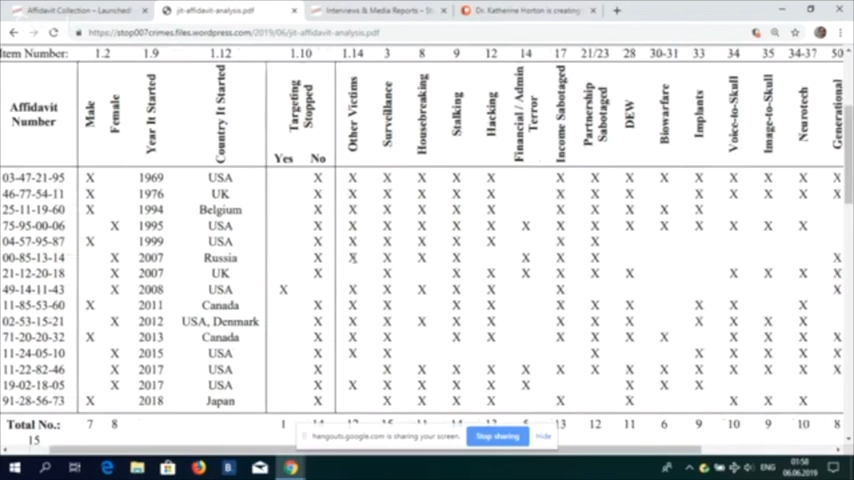 Affidavit Collection – Launched!
jit-affidavit-analysis.pdf
Interviews & Media Reports – St
Dr. Katherine Horton is creating
https://stop007crimes.files.wordpress.com/2019/06/jit-affidavit-analysis.pdf
Item Number: 1.2 1.9 1.12 1.10 1.14 3 8 9 12 14 17 21/23 28 30-31 33 34 35 34-37 50
Affidavit Number Male Female Year It Started Country It Started Targeting Stopped Yes No Other Victims Surveillance Housebreaking Stalking Hacking Financial / Admin Terror Income Sabotaged Partnership Sabotaged DEW Biowarfare Implants Voice-to-Skull Image-to-Skull Neurotech Generational
03-47-21-95 X 1969 USA X X X X X X X X X X X X X X X
46-77-54-11 X 1976 UK X X X X X X X X X X X X X X
25-11-19-60 X 1994 Belgium X X X X X X X X X X X
75-95-00-06 X 1995 USA X X X X X X X X X X X X X X X
04-57-95-87 X 1999 USA X X X X X X X X
00-85-13-14 X 2007 Russia X X X X X X X X
21-12-20-18 X 2007 UK X X X X X X X X X X X X
49-14-11-43 X 2008 USA X X X X X X X X
11-85-53-60 X 2011 Canada X X X X X X X X X X
02-53-15-21 X 2012 USA, Denmark X X X X X X X X X X X X X
71-20-20-32 X 2013 Canada X X X X X X X X X X X X
11-24-05-10 X 2015 USA X X X X X X X X X
11-22-82-46 X 2017 USA X X X X X X X X X X X X X X X
19-02-18-05 X 2017 USA X X X X X X X X X X
91-28-56-73 X 2018 Japan X X X X X X X X X X X
Total No.: 7 8 1 13 12 11 6 9 10 9 10 8
15
hangouts.google.com is sharing your screen.
Stop sharing
Hide
ENG
01:58
06.06.2019